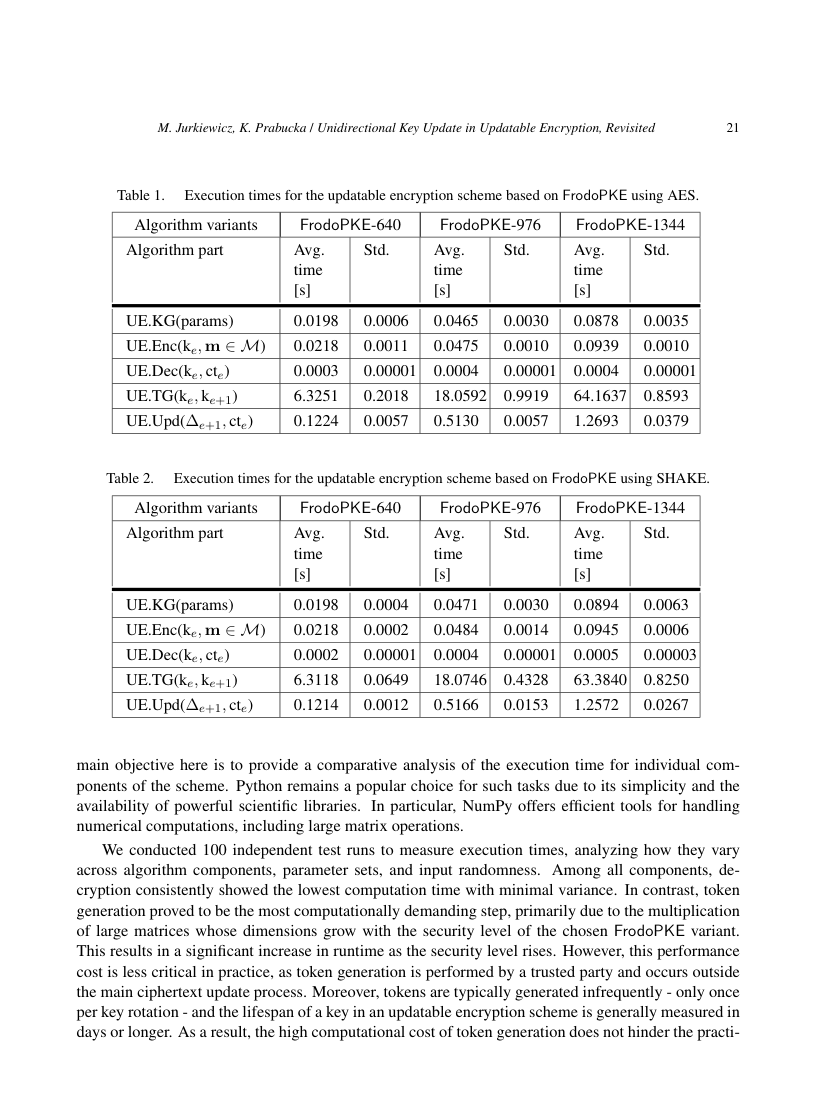 M. Jurkiewicz, K. Prabucka / Unidirectional Key Update in Updatable Encryption, Revisited 21
Table 1. Execution times for the updatable encryption scheme based on FrodoPKE using AES.
Algorithm variants FrodoPKE-640 FrodoPKE-976 FrodoPKE-1344
Algorithm part Avg. time [s] Std. Avg. time [s] Std. Avg. time [s] Std.
UE.KG(params) 0.0198 0.0006 0.0465 0.0030 0.0878 0.0035
UE.Enc(kₑ, m ∈ ℳ) 0.0218 0.0011 0.0475 0.0010 0.0939 0.0010
UE.Dec(kₑ, ctₑ) 0.0003 0.00001 0.0004 0.00001 0.0004 0.00001
UE.TG(kₑ, kₑ₊₁) 6.3251 0.2018 18.0592 0.9919 64.1637 0.8593
UE.Upd(Δₑ₊₁, ctₑ) 0.1224 0.0057 0.5130 0.0057 1.2693 0.0379
Table 2. Execution times for the updatable encryption scheme based on FrodoPKE using SHAKE.
Algorithm variants FrodoPKE-640 FrodoPKE-976 FrodoPKE-1344
Algorithm part Avg. time [s] Std. Avg. time [s] Std. Avg. time [s] Std.
UE.KG(params) 0.0198 0.0004 0.0471 0.0030 0.0894 0.0063
UE.Enc(kₑ, m ∈ ℳ) 0.0218 0.0002 0.0484 0.0014 0.0945 0.0006
UE.Dec(kₑ, ctₑ) 0.0002 0.00001 0.0004 0.00001 0.0005 0.00003
UE.TG(kₑ, kₑ₊₁) 6.3118 0.0649 18.0746 0.4328 63.3840 0.8250
UE.Upd(Δₑ₊₁, ctₑ) 0.1214 0.0012 0.5166 0.0153 1.2572 0.0267
main objective here is to provide a comparative analysis of the execution time for individual com-
ponents of the scheme. Python remains a popular choice for such tasks due to its simplicity and the
availability of powerful scientific libraries. In particular, NumPy offers efficient tools for handling
numerical computations, including large matrix operations.
We conducted 100 independent test runs to measure execution times, analyzing how they vary
across algorithm components, parameter sets, and input randomness. Among all components, de-
cryption consistently showed the lowest computation time with minimal variance. In contrast, token
generation proved to be the most computationally demanding step, primarily due to the multiplication
of large matrices whose dimensions grow with the security level of the chosen FrodoPKE variant.
This results in a significant increase in runtime as the security level rises. However, this performance
cost is less critical in practice, as token generation is performed by a trusted party and occurs outside
the main ciphertext update process. Moreover, tokens are typically generated infrequently - only once
per key rotation - and the lifespan of a key in an updatable encryption scheme is generally measured in
days or longer. As a result, the high computational cost of token generation does not hinder the practi-